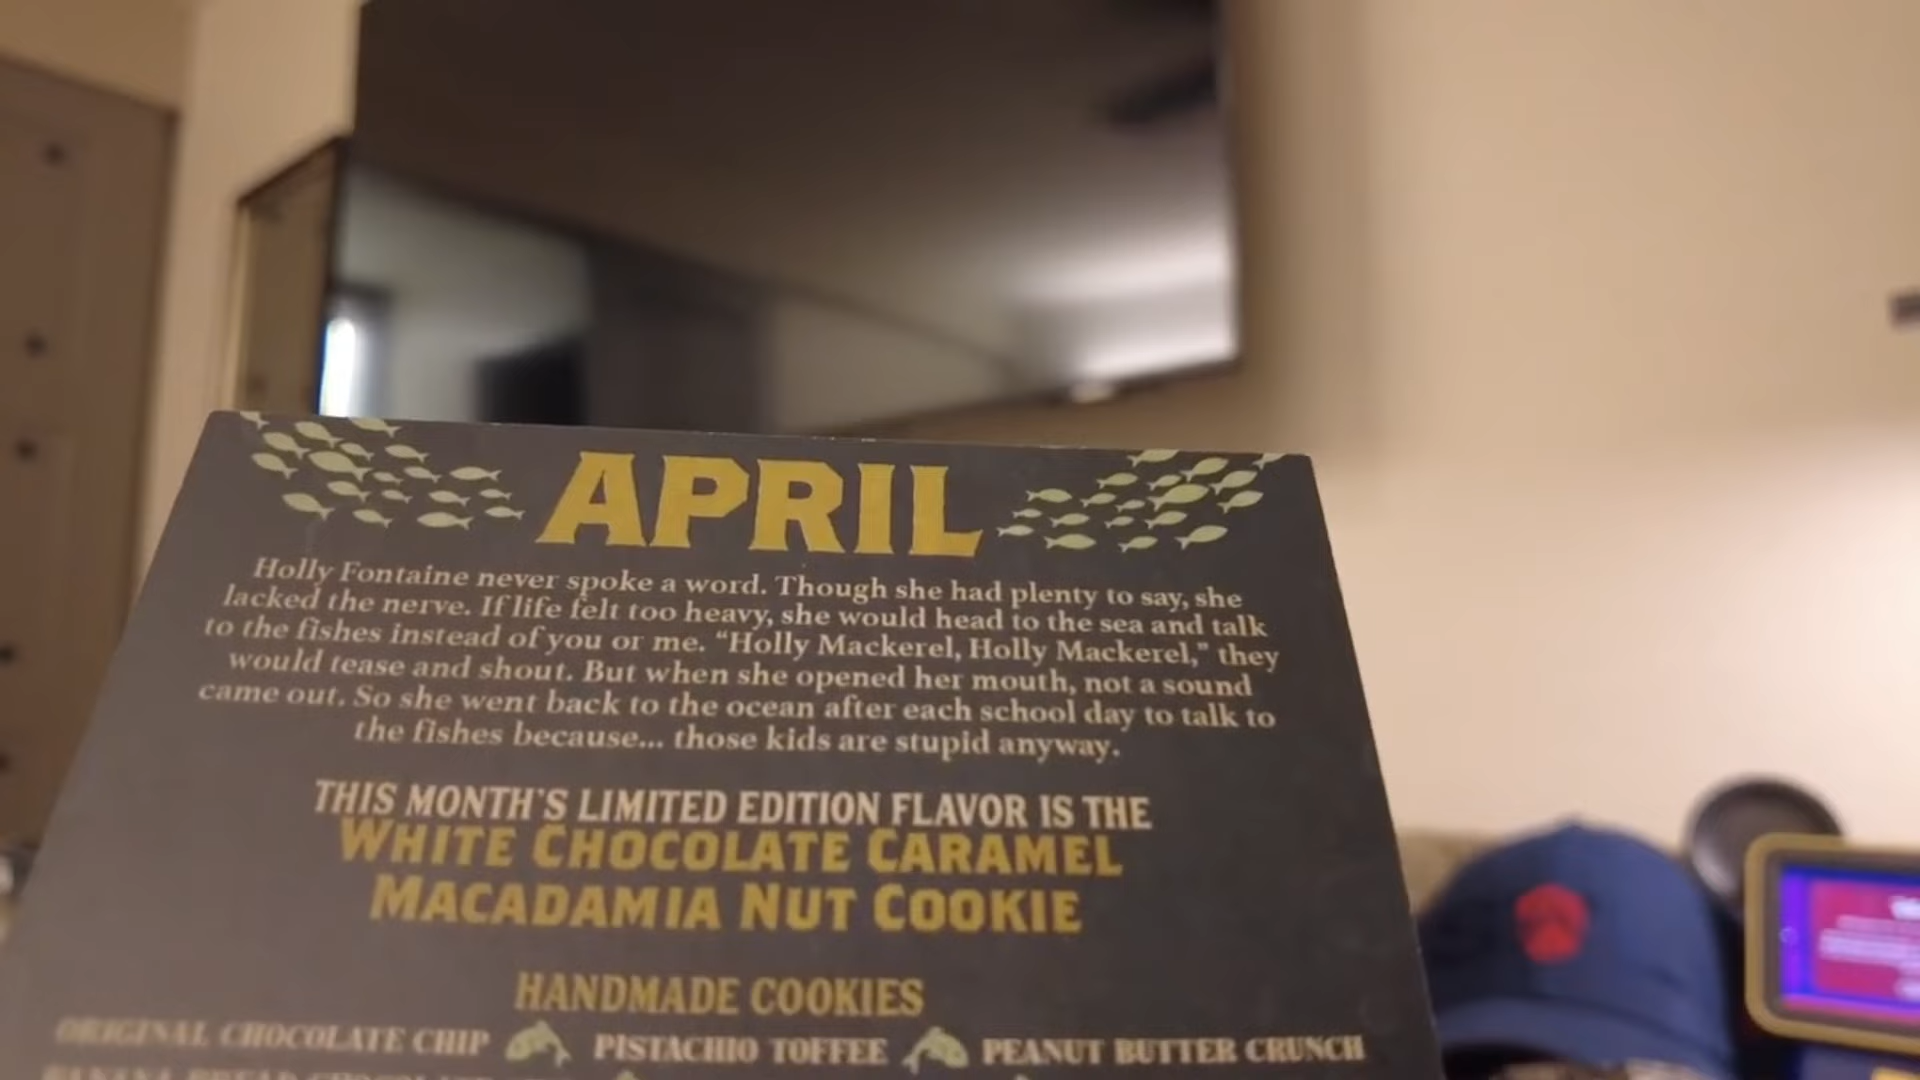 APRIL
Holly Fontaine never spoke a word. Though she had plenty to say, she
lacked the nerve. If life felt too heavy, she would head to the sea and talk
to the fishes instead of you or me. “Holly Mackerel, Holly Mackerel,” they
would tease and shout. But when she opened her mouth, not a sound
came out. So she went back to the ocean after each school day to talk to
the fishes because... those kids are stupid anyway.
THIS MONTH'S LIMITED EDITION FLAVOR IS THE
WHITE CHOCOLATE CARAMEL
MACADAMIA NUT COOKIE
HANDMADE COOKIES
ORIGINAL CHOCOLATE CHIP PISTACHIO TOFFEE PEANUT BUTTER CRUNCH
BANANA BREAD CHOCOLATE